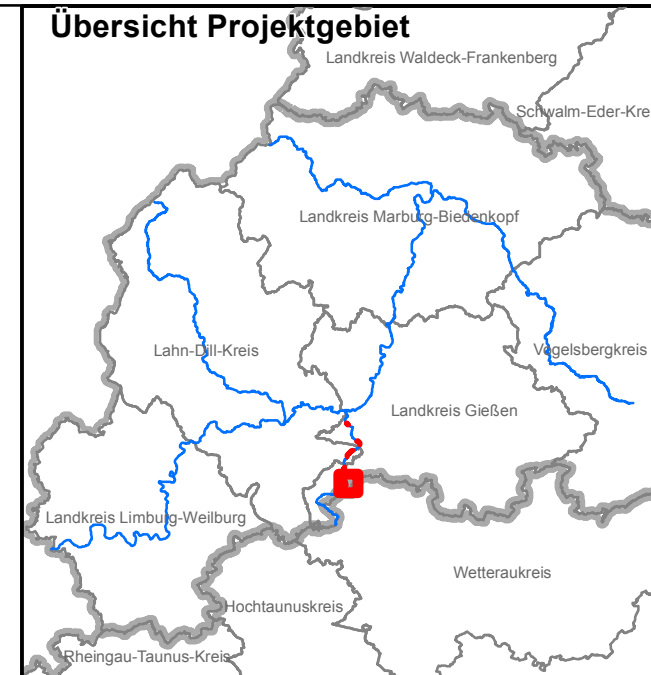 Übersicht Projektgebiet
Landkreis Waldeck-Frankenberg
Schwalm-Eder-Kre
Landkreis Marburg-Biedenkopf
Lahn-Dill-Kreis
Vogelsbergkreis
Landkreis Gießen
Landkreis Limburg-Weilburg
Wetteraukreis
Hochtaunuskreis
Rheingau-Taunus-Kreis